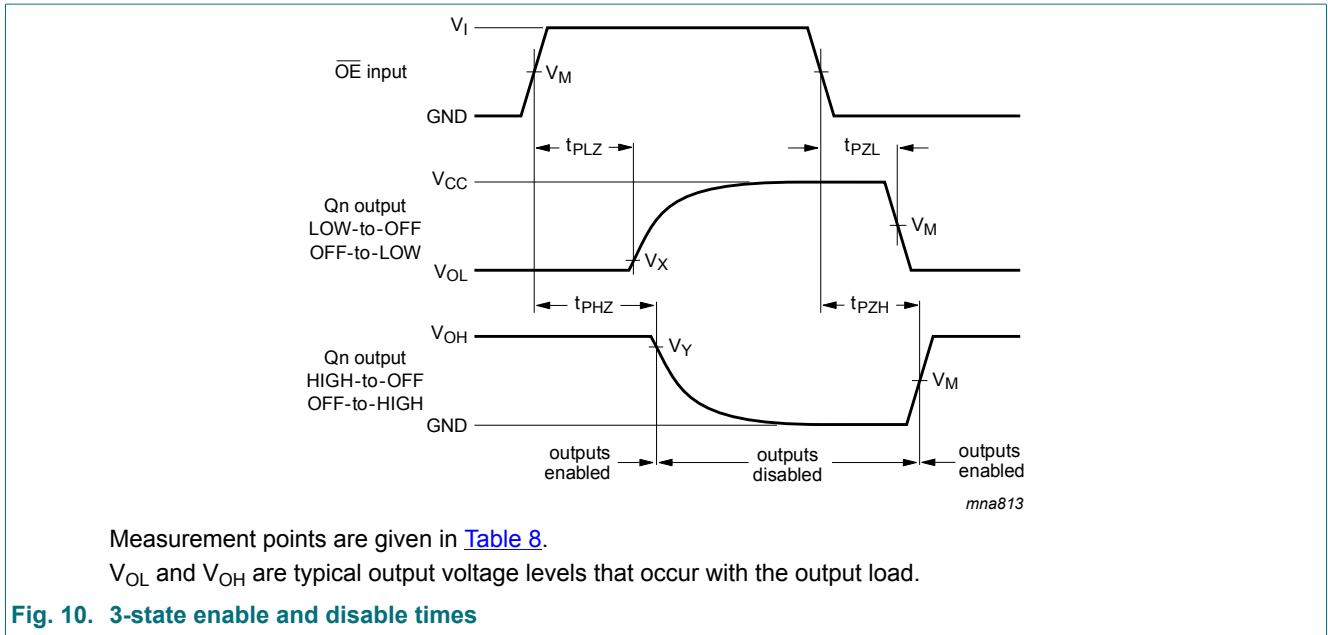 V_I
OE input
V_M
GND
t_PLZ
t_PZL
V_CC
Qn output
LOW-to-OFF
OFF-to-LOW
V_M
V_X
V_OL
t_PHZ
t_PZH
V_OH
Qn output
HIGH-to-OFF
OFF-to-HIGH
V_Y
V_M
GND
outputs
enabled
outputs
disabled
outputs
enabled
mna813
Measurement points are given in Table 8.
V_OL and V_OH are typical output voltage levels that occur with the output load.
Fig. 10. 3-state enable and disable times